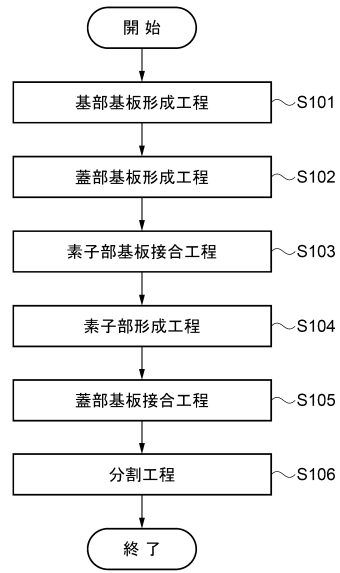 開 始
基部基板形成工程 S101
蓋部基板形成工程 S102
素子部基板接合工程 S103
素子部形成工程 S104
蓋部基板接合工程 S105
分割工程 S106
終 了